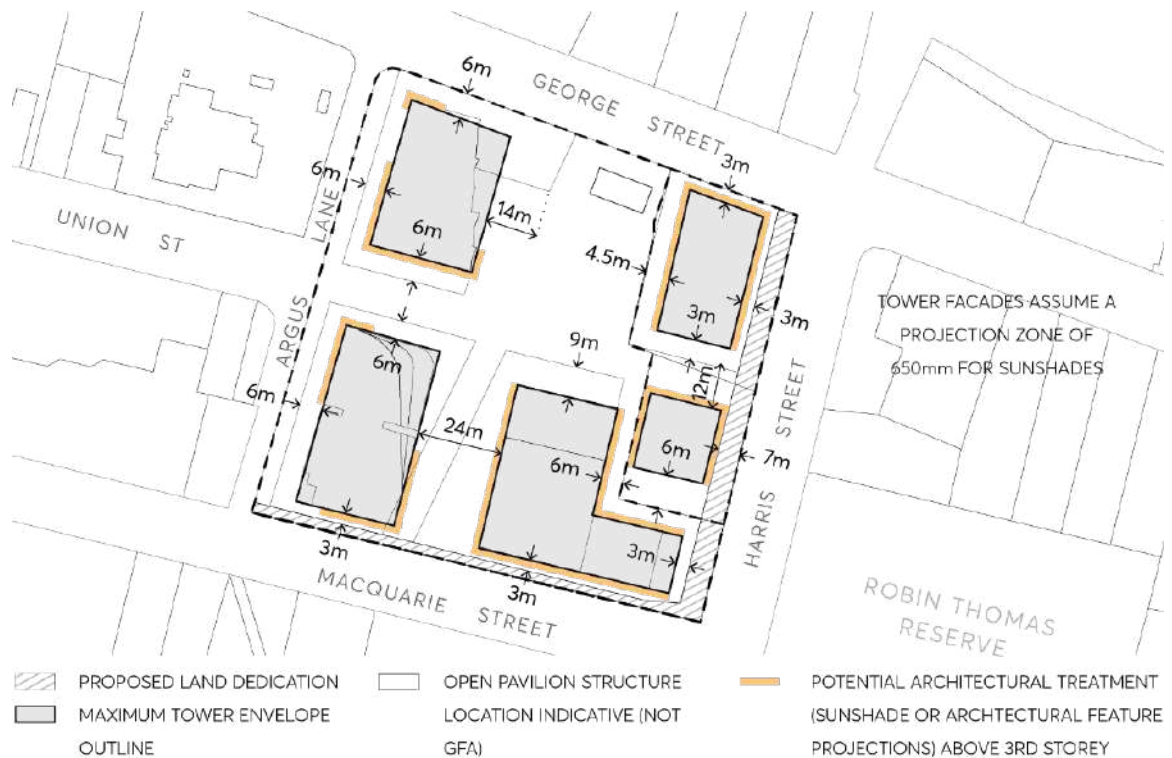 6m
GEORGE STREET
3m
6m
LANE
14m
UNION ST
6m
4.5m
3m
3m
TOWER FACADES ASSUME A
PROJECTION ZONE OF
650mm FOR SUNSHADES
ARGUS
6m
9m
12m
STREET
6m
24m
6m
6m
7m
HARRIS
3m
3m
3m
MACQUARIE STREET
ROBIN THOMAS
RESERVE
PROPOSED LAND DEDICATION
MAXIMUM TOWER ENVELOPE
OUTLINE
OPEN PAVILION STRUCTURE
LOCATION INDICATIVE (NOT
GFA)
POTENTIAL ARCHITECTURAL TREATMENT
(SUNSHADE OR ARCHTECTURAL FEATURE
PROJECTIONS) ABOVE 3RD STOREY